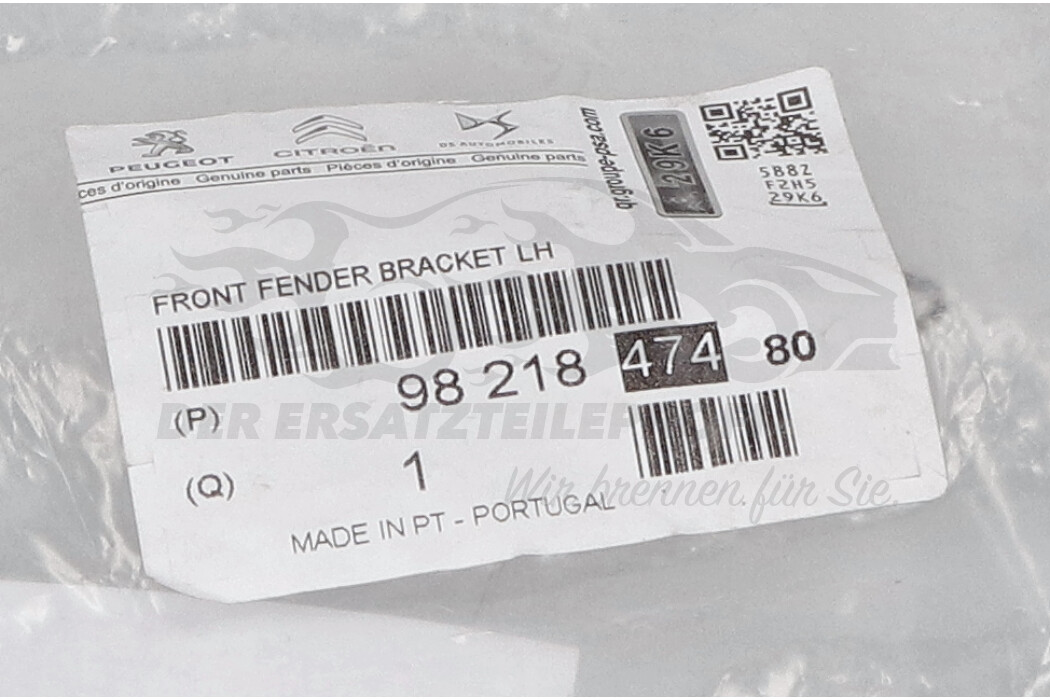 PEUGEOT CITROËN DS AUTOMOBILES
ces d'origine Genuine parts Pièces d'origine Genuine parts
qr.groupe-psa.com
29K6
5B8Z
F2H5
29K6
FRONT FENDER BRACKET LH
(P) 98 218 474 80
DER ERSATZTEILEPROFI
(Q) 1
Wir brennen für Sie.
MADE IN PT - PORTUGAL